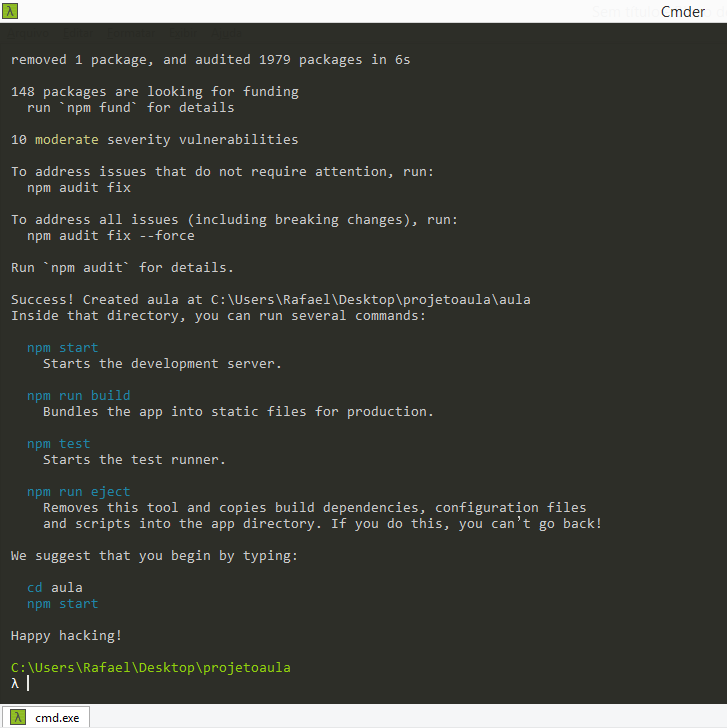 λ Cmder
removed 1 package, and audited 1979 packages in 6s
148 packages are looking for funding
run `npm fund` for details
10 moderate severity vulnerabilities
To address issues that do not require attention, run:
npm audit fix
To address all issues (including breaking changes), run:
npm audit fix --force
Run `npm audit` for details.
Success! Created aula at C:\Users\Rafael\Desktop\projetoaula\aula
Inside that directory, you can run several commands:
npm start
Starts the development server.
npm run build
Bundles the app into static files for production.
npm test
Starts the test runner.
npm run eject
Removes this tool and copies build dependencies, configuration files
and scripts into the app directory. If you do this, you can’t go back!
We suggest that you begin by typing:
cd aula
npm start
Happy hacking!
C:\Users\Rafael\Desktop\projetoaula
λ
λ cmd.exe